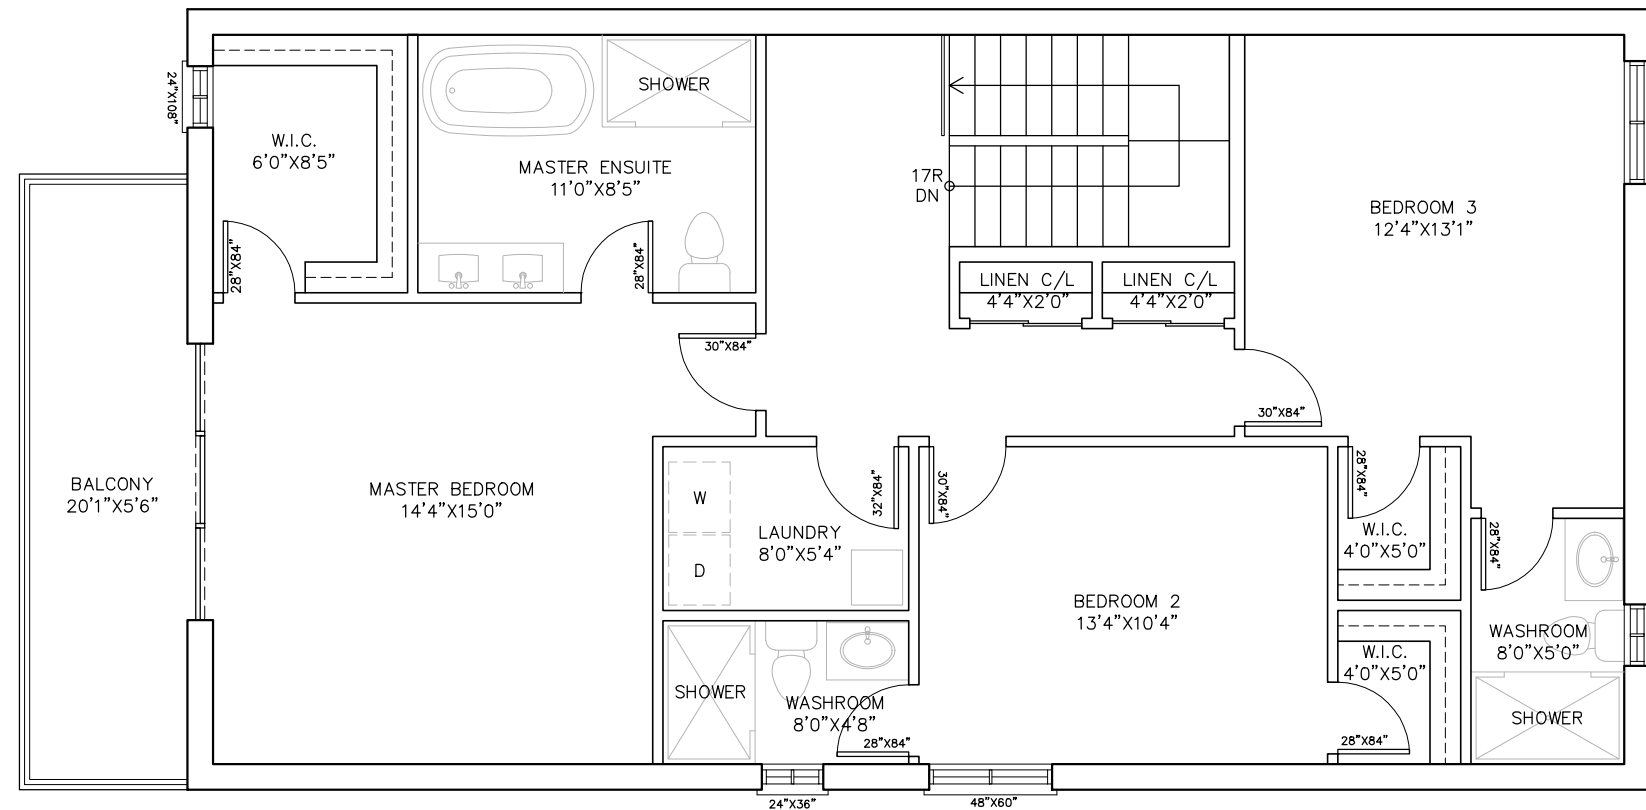 24"X108"
W.I.C.
6'0"X8'5"
28"X84"
SHOWER
MASTER ENSUITE
11'0"X8'5"
28"X84"
17R
DN
LINEN C/L
4'4"X2'0"
LINEN C/L
4'4"X2'0"
BEDROOM 3
12'4"X13'1"
30"X84"
30"X84"
BALCONY
20'1"X5'6"
MASTER BEDROOM
14'4"X15'0"
W
D
LAUNDRY
8'0"X5'4"
32"X84"
30"X84"
BEDROOM 2
13'4"X10'4"
28"X84"
W.I.C.
4'0"X5'0"
28"X84"
WASHROOM
8'0"X5'0"
SHOWER
W.I.C.
4'0"X5'0"
28"X84"
SHOWER
WASHROOM
8'0"X4'8"
28"X84"
24"X36"
48"X60"